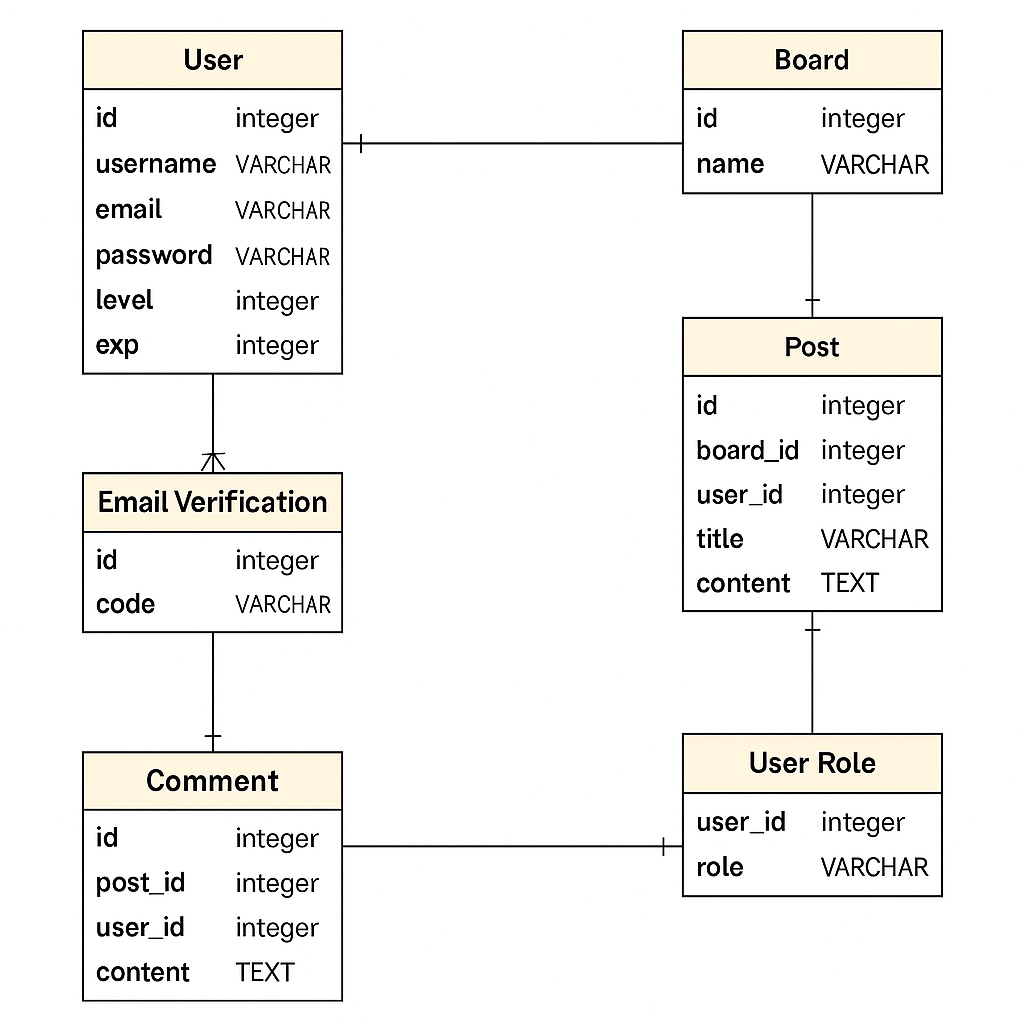 User
id integer
username VARCHAR
email VARCHAR
password VARCHAR
level integer
exp integer
Board
id integer
name VARCHAR
Email Verification
id integer
code VARCHAR
Post
id integer
board_id integer
user_id integer
title VARCHAR
content TEXT
Comment
id integer
post_id integer
user_id integer
content TEXT
User Role
user_id integer
role VARCHAR